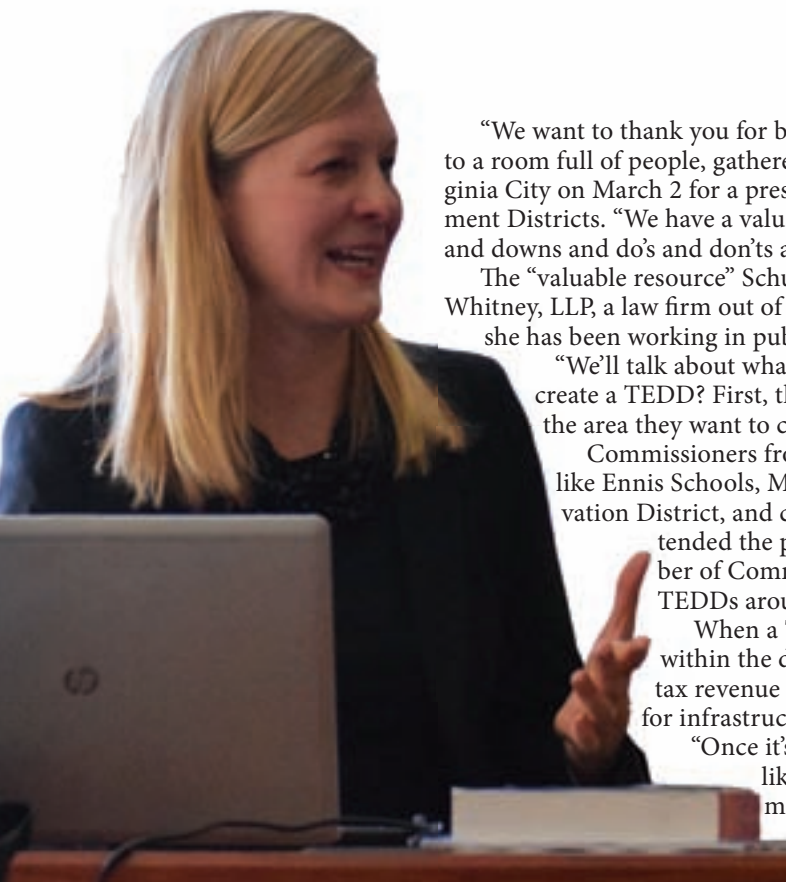 “We want to thank you for b
to a room full of people, gathere
ginia City on March 2 for a pres
ment Districts. “We have a valu
and downs and do’s and don’ts a
The “valuable resource” Schu
Whitney, LLP, a law firm out of
she has been working in pub
“We’ll talk about wha
create a TEDD? First, th
the area they want to c
Commissioners fro
like Ennis Schools, M
vation District, and c
tended the p
ber of Comm
TEDDs arou
When a
within the d
tax revenue
for infrastruc
“Once it’s
lik
m
hp